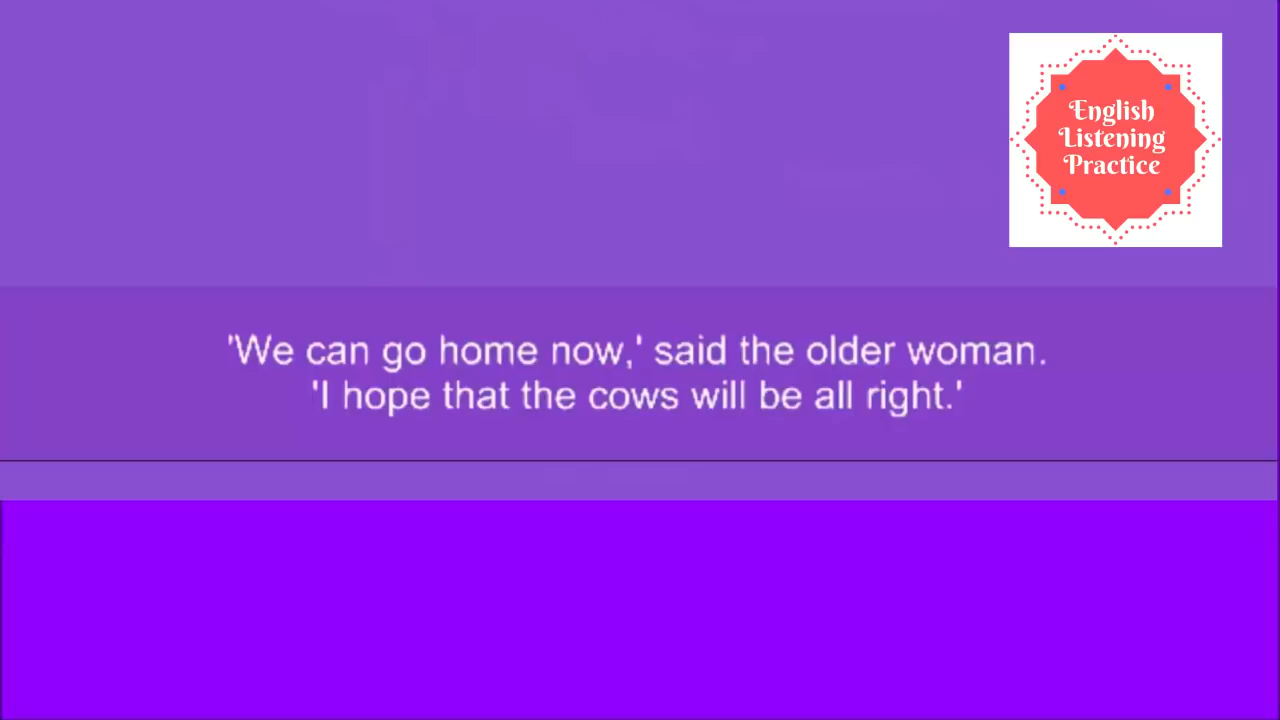 English
Listening
Practice
'We can go home now,' said the older woman.
'I hope that the cows will be all right.'